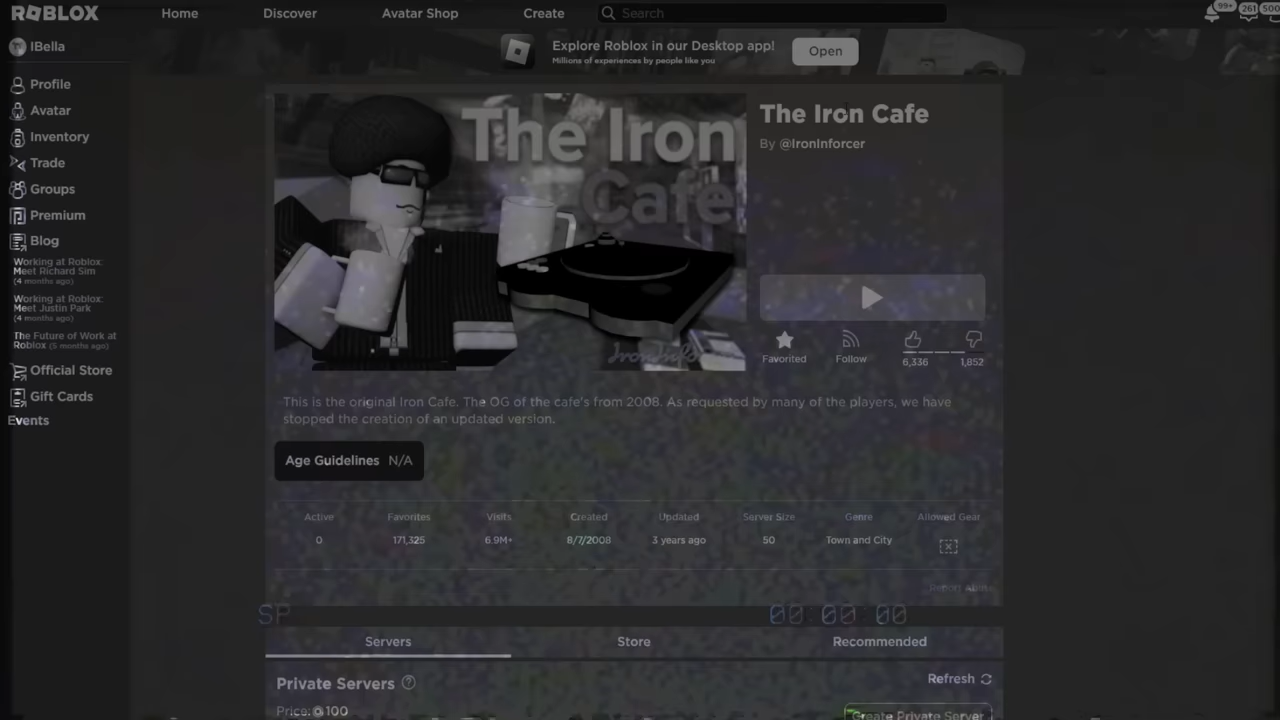 ROBLOX Home Discover Avatar Shop Create Search 99+ 261 500
lBella
Explore Roblox in our Desktop app!
Millions of experiences by people like you
Open
Profile
Avatar
Inventory
Trade
Groups
Premium
Blog
Working at Roblox:
Meet Richard Sim
(4 months ago)
Working at Roblox:
Meet Justin Park
(4 months ago)
The Future of Work at
Roblox (5 months ago)
Official Store
Gift Cards
Events
The Iron
Cafe
The Iron Cafe
By @IronInforcer
Favorited Follow 6,336 1,852
This is the original Iron Cafe. The OG of the cafe's from 2008. As requested by many of the players, we have
stopped the creation of an updated version.
Age Guidelines N/A
Active Favorites Visits Created Updated Server Size Genre Allowed Gear
0 171,325 6.9M+ 8/7/2008 3 years ago 50 Town and City
Report Abuse
SP 00:00:00
Servers Store Recommended
Private Servers Refresh
Price: 100
Create Private Server